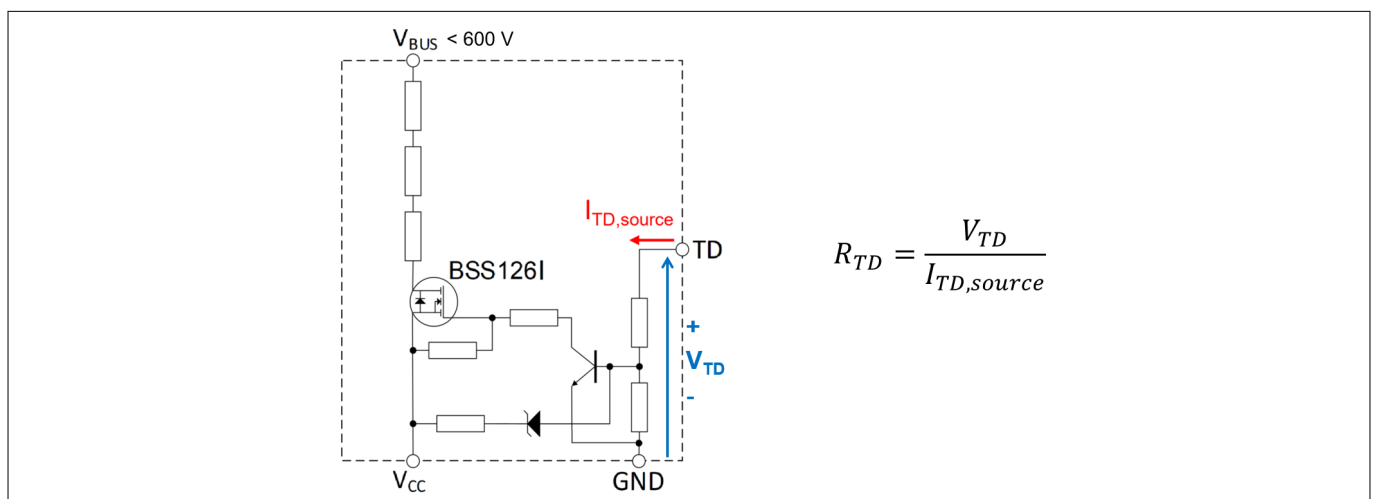 V_BUS < 600 V
I_TD,source
TD
BSS126I
+
V_TD
-
V_CC
GND
R_TD = V_TD / I_TD,source